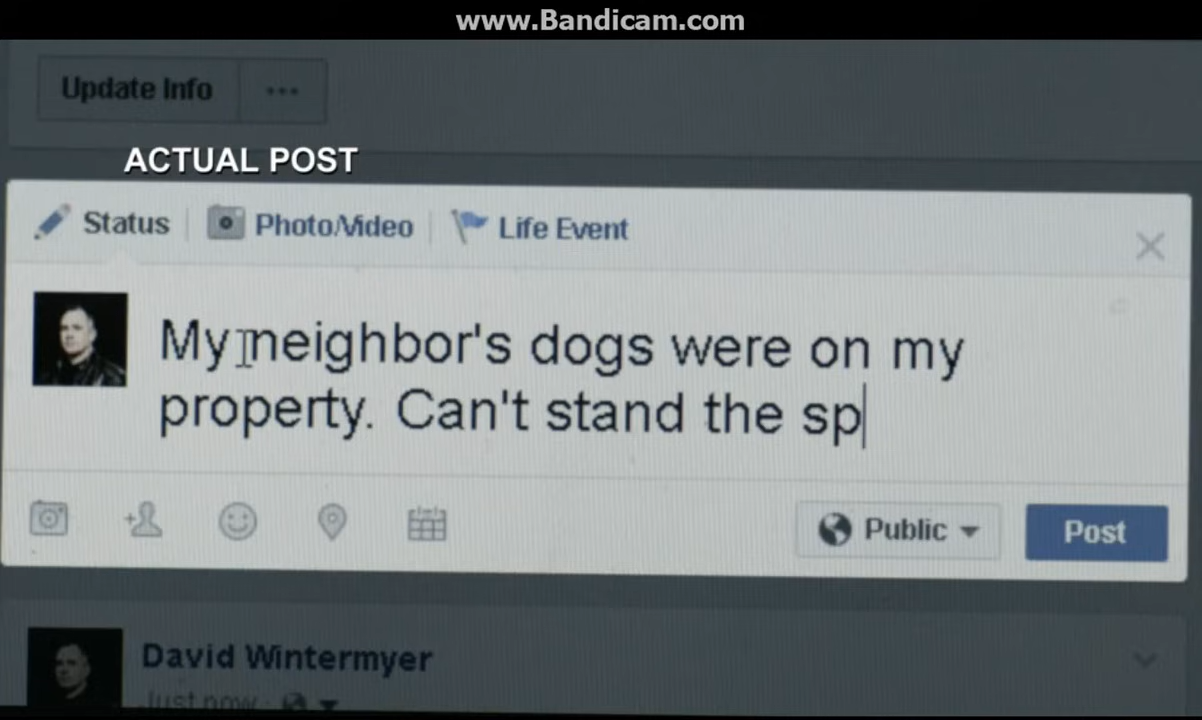 www.Bandicam.com
Update Info
ACTUAL POST
Status Photo/Video Life Event
My neighbor's dogs were on my
property. Can't stand the sp
Public Post
David Wintermyer
Just now